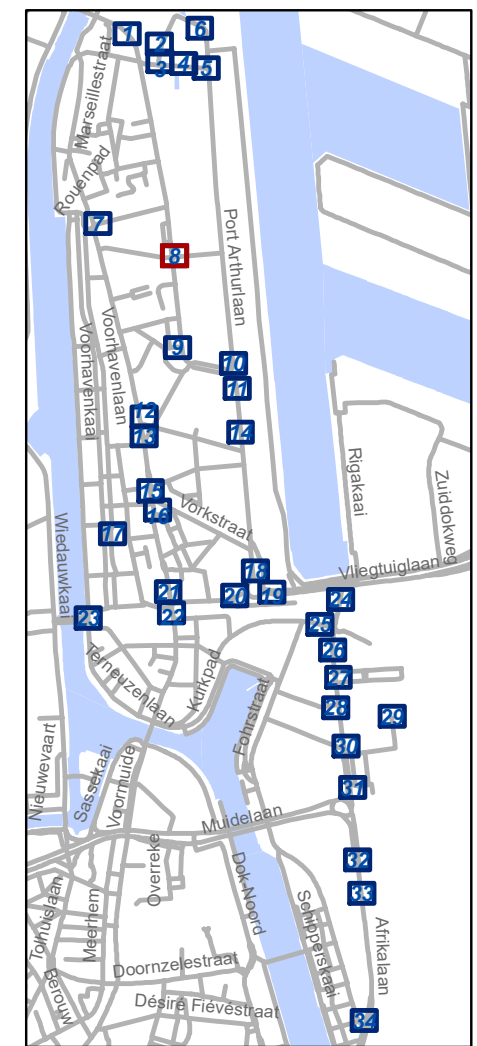 1
2
6
3
4
5
Marseillestraat
Rouenpad
7
Port Arthurlaan
8
Voorhavenlaan
Voorhavenkaai
9
10
11
12
13
14
Rigakaai
Zuiddokweg
15
16
Vorkstraat
17
Wiedauwkaai
18
Vliegtuiglaan
19
20
21
22
23
24
25
26
27
28
29
30
31
Terneuzenlaan
Kurkpad
Fohrstraat
Nieuwevaart
Sassekaai
Voormuide
Muidelaan
Overreke
Dok-Noord
32
33
Tolhuislaan
Meerhem
Schipperskaai
Afrikalaan
Doornzelestraat
Berouw
Désiré Fiévéstraat
34